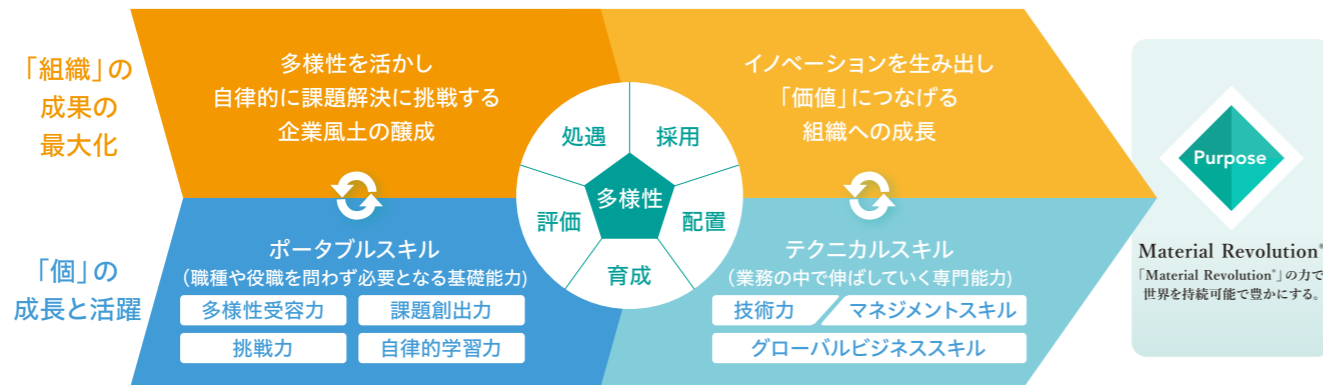 「組織」の
成果の
最大化
多様性を活かし
自律的に課題解決に挑戦する
企業風土の醸成
イノベーションを生み出し
「価値」につなげる
組織への成長
処遇
採用
多様性
評価
配置
育成
「個」の
成長と活躍
ポータブルスキル
(職種や役職を問わず必要となる基礎能力)
多様性受容力
課題創出力
挑戦力
自律的学習力
テクニカルスキル
(業務の中で伸ばしていく専門能力)
技術力
マネジメントスキル
グローバルビジネススキル
Purpose
Material Revolution®
「Material Revolution®」の力で
世界を持続可能で豊かにする。